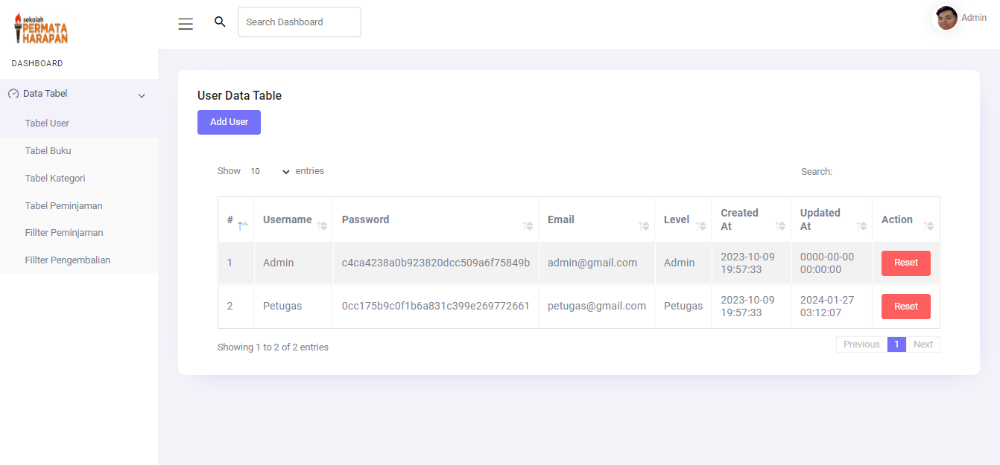 sekolah
PERMATA
HARAPAN
Search Dashboard
Admin
DASHBOARD
Data Tabel
Tabel User
Tabel Buku
Tabel Kategori
Tabel Peminjaman
Fillter Peminjaman
Fillter Pengembalian
User Data Table
Add User
Show 10 entries
Search:
# Username Password Email Level Created At Updated At Action
1 Admin c4ca4238a0b923820dcc509a6f75849b admin@gmail.com Admin 2023-10-09 19:57:33 0000-00-00 00:00:00 Reset
2 Petugas 0cc175b9c0f1b6a831c399e269772661 petugas@gmail.com Petugas 2023-10-09 19:57:33 2024-01-27 03:12:07 Reset
Showing 1 to 2 of 2 entries
Previous 1 Next